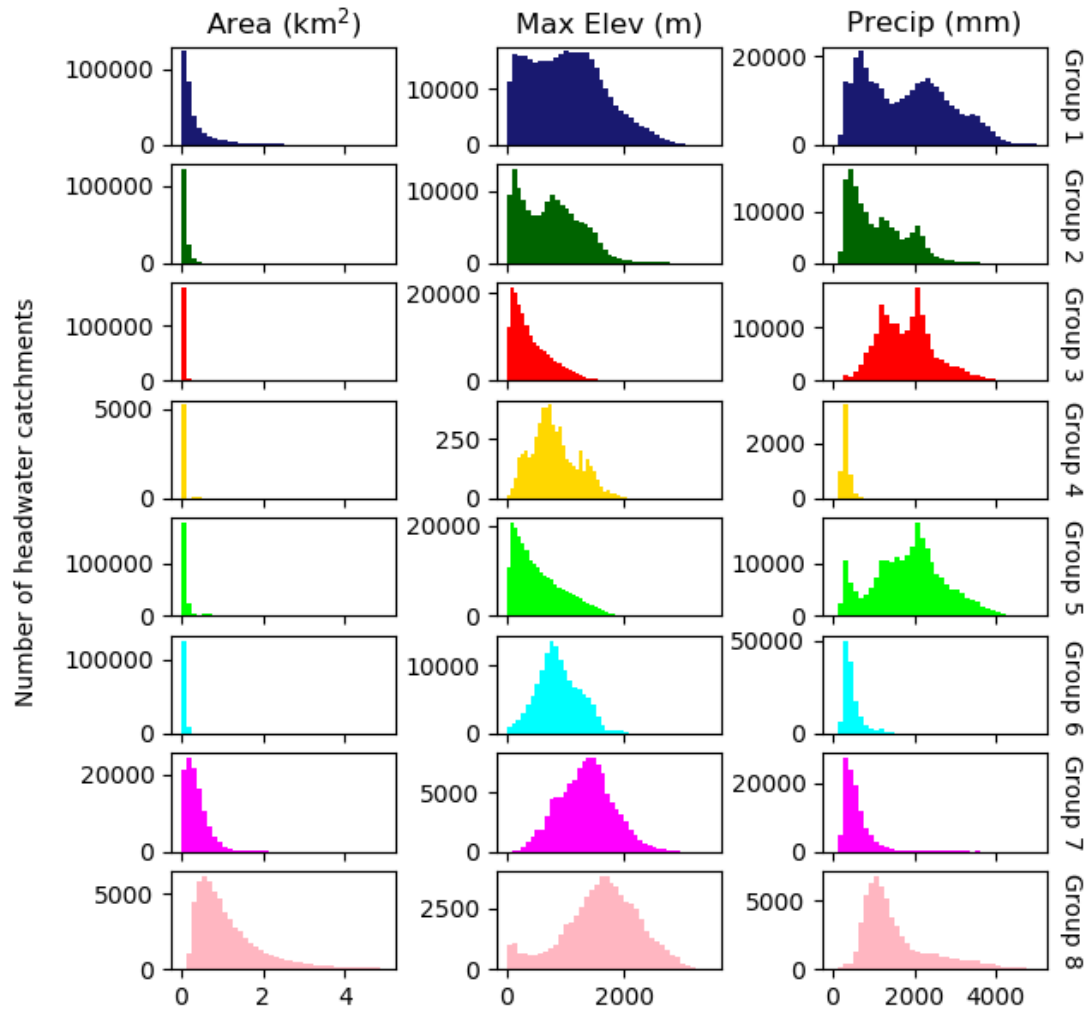 Area (km²) Max Elev (m) Precip (mm)
Number of headwater catchments
100000 0 10000 0 20000 0 Group 1
100000 0 10000 0 10000 0 Group 2
100000 0 20000 0 10000 0 Group 3
5000 0 250 0 2000 0 Group 4
100000 0 20000 0 10000 0 Group 5
100000 0 10000 0 50000 0 Group 6
20000 0 5000 0 20000 0 Group 7
5000 0 2500 0 5000 0 Group 8
0 2 4 0 2000 0 2000 4000